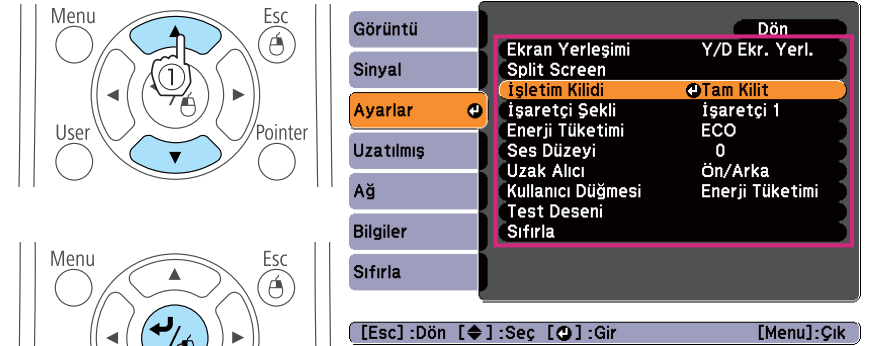 Menu
Esc
1
User
Pointer
Menu
Esc
Görüntü
Sinyal
Ayarlar
Uzatılmış
Ağ
Bilgiler
Sıfırla
Dön
Ekran Yerleşimi Y/D Ekr. Yerl.
Split Screen
İşletim Kilidi Tam Kilit
İşaretçi Şekli İşaretçi 1
Enerji Tüketimi ECO
Ses Düzeyi 0
Uzak Alıcı Ön/Arka
Kullanıcı Düğmesi Enerji Tüketimi
Test Deseni
Sıfırla
[Esc] :Dön [◆] :Seç [↵] :Gir [Menu]:Çık